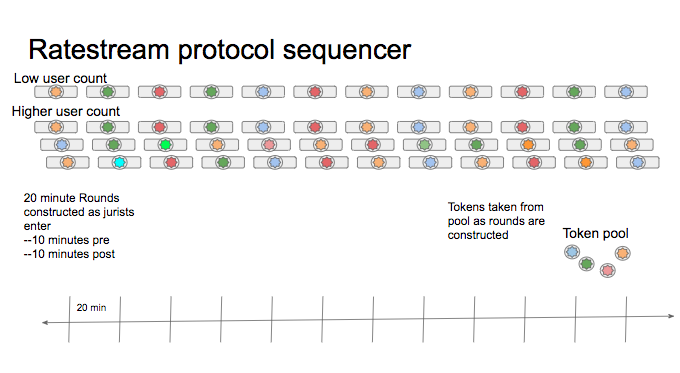 Ratestream protocol sequencer
Low user count
Higher user count
20 minute Rounds
constructed as jurists
enter
--10 minutes pre
--10 minutes post
Tokens taken from
pool as rounds are
constructed
Token pool
20 min